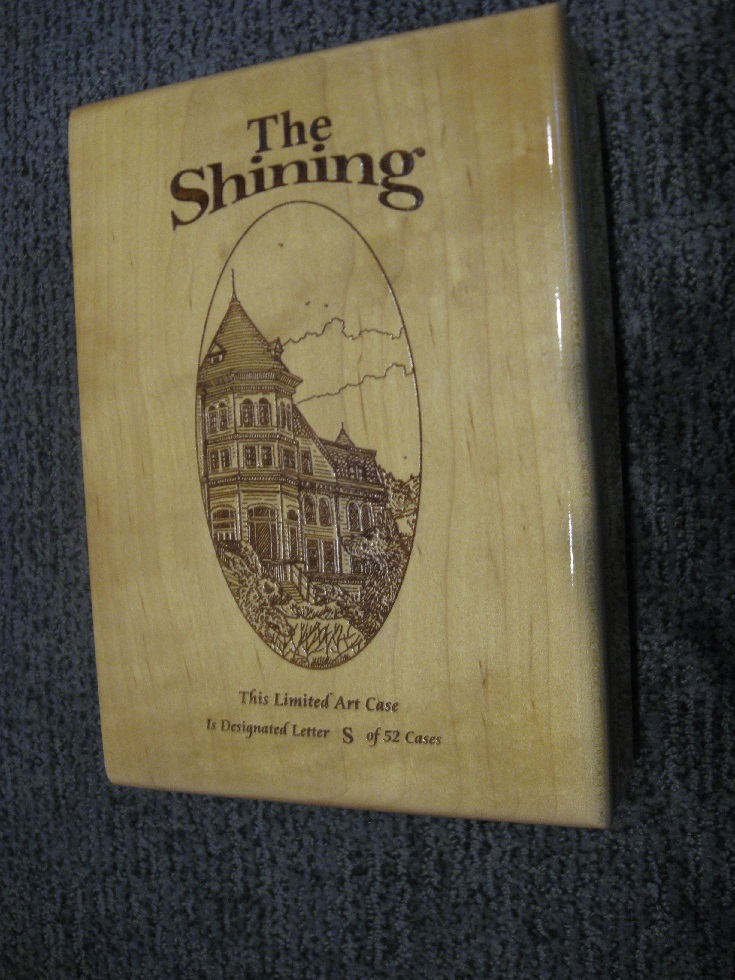 The
Shining
This Limited Art Case
Is Designated Letter S of 52 Cases